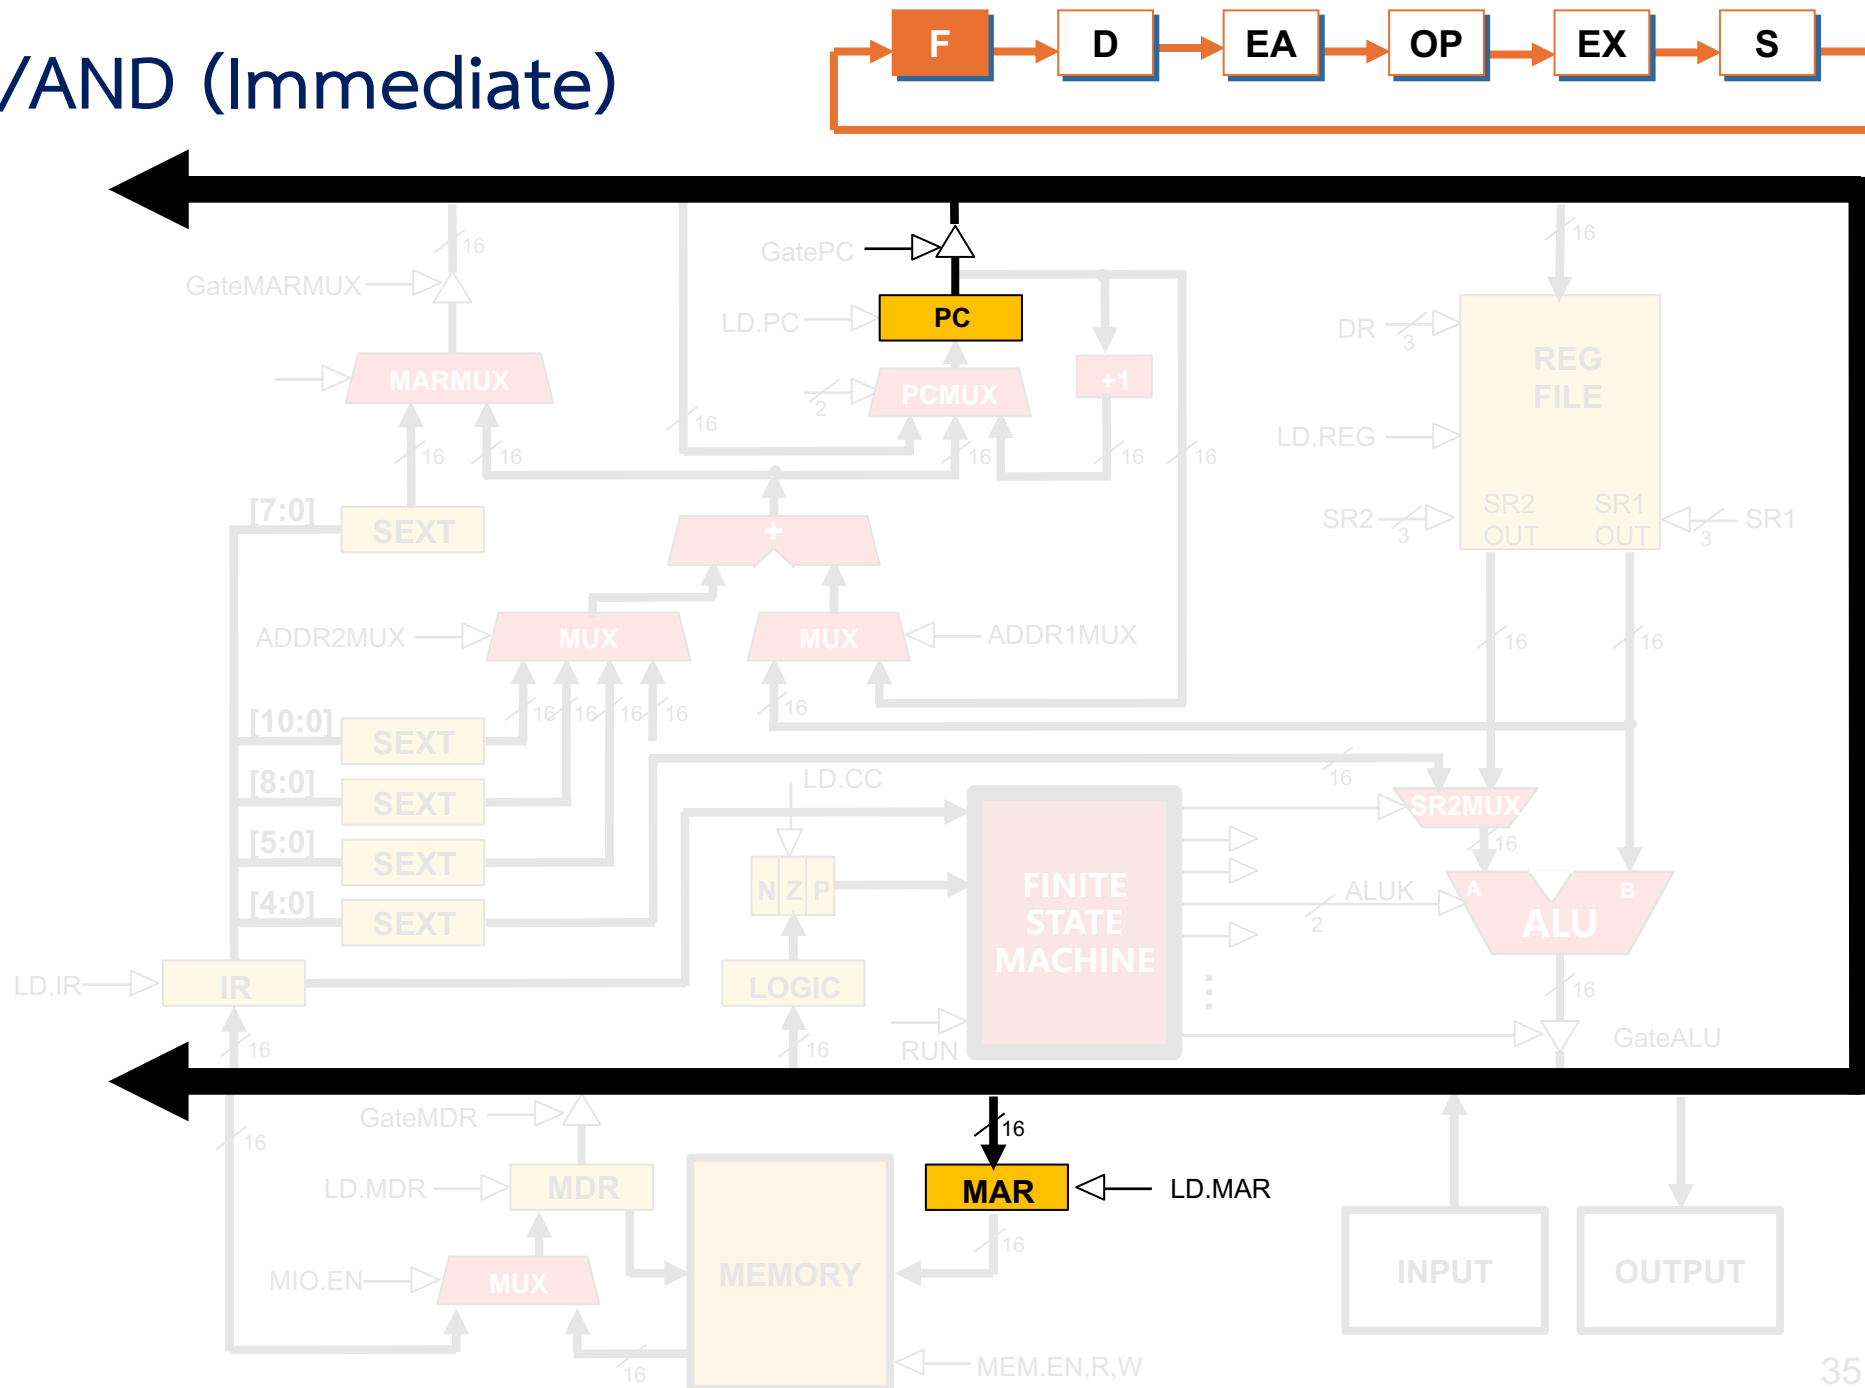 /AND (Immediate)
F
D
EA
OP
EX
S
16
16
GatePC
GateMARMUX
LD.PC
PC
DR
3
REG
FILE
MARMUX
PCMUX
+1
2
16
LD.REG
16
16
16
16
16
[7:0]
SEXT
+
SR2
3
SR2
OUT
SR1
OUT
3
SR1
ADDR2MUX
MUX
MUX
ADDR1MUX
16
16
16
16
16
16
16
[10:0]
SEXT
LD.CC
16
[8:0]
SEXT
SR2MUX
[5:0]
SEXT
16
N Z P
FINITE
STATE
MACHINE
ALUK
2
A
B
ALU
[4:0]
SEXT
LD.IR
IR
LOGIC
⋮
16
16
16
RUN
GateALU
GateMDR
16
16
LD.MDR
MDR
MAR
LD.MAR
16
MIO.EN
MUX
MEMORY
INPUT
OUTPUT
16
MEM.EN,R,W
35